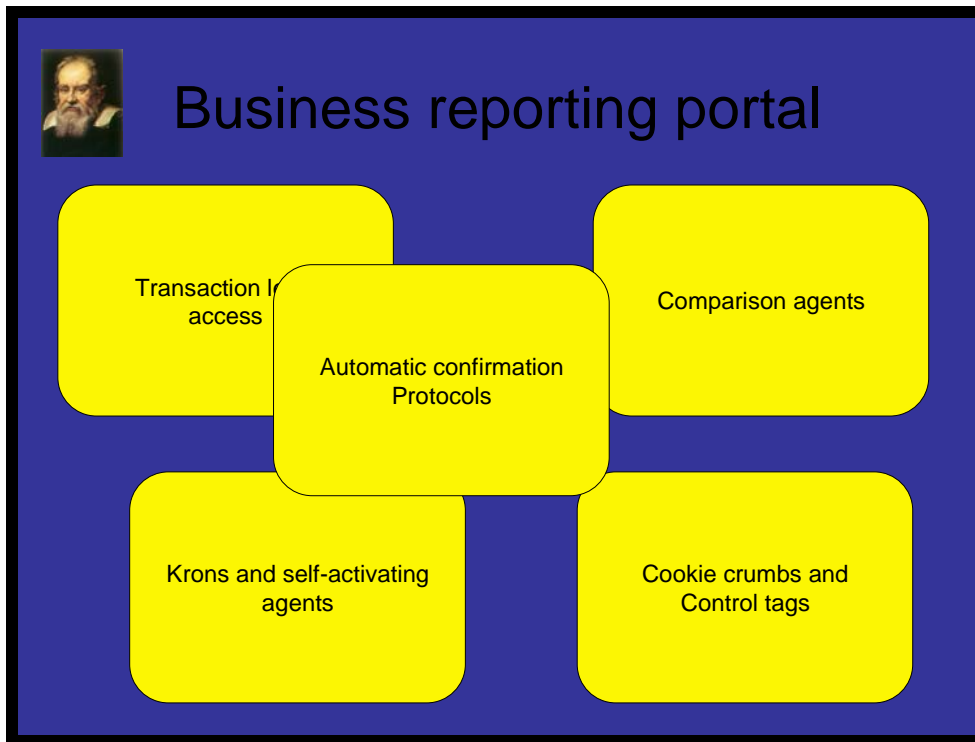 Business reporting portal
Transaction
access
Comparison agents
Automatic confirmation
Protocols
Krons and self-activating
agents
Cookie crumbs and
Control tags